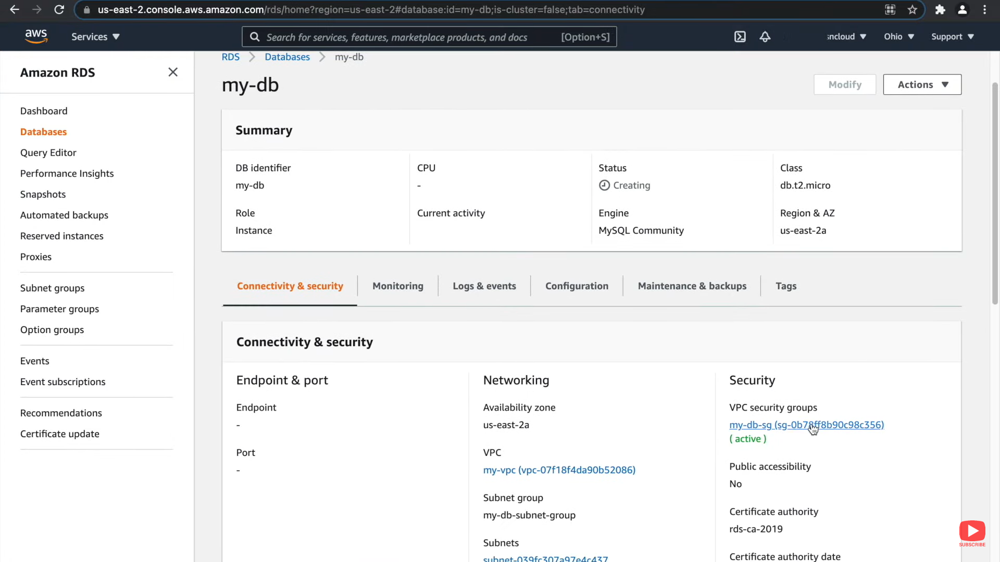 us-east-2.console.aws.amazon.com/rds/home?region=us-east-2#database:id=my-db;is-cluster=false;tab=connectivity
aws
Services
Search for services, features, marketplace products, and docs
[Option+S]
sncloud
Ohio
Support
Amazon RDS
Dashboard
Databases
Query Editor
Performance Insights
Snapshots
Automated backups
Reserved instances
Proxies
Subnet groups
Parameter groups
Option groups
Events
Event subscriptions
Recommendations
Certificate update
RDS
Databases
my-db
my-db
Modify
Actions
Summary
DB identifier
my-db
CPU
-
Status
Creating
Class
db.t2.micro
Role
Instance
Current activity
Engine
MySQL Community
Region & AZ
us-east-2a
Connectivity & security
Monitoring
Logs & events
Configuration
Maintenance & backups
Tags
Connectivity & security
Endpoint & port
Endpoint
-
Port
-
Networking
Availability zone
us-east-2a
VPC
my-vpc (vpc-07f18f4da90b52086)
Subnet group
my-db-subnet-group
Subnets
subnet-039fc307a97e4c437
Security
VPC security groups
my-db-sg (sg-0b78ff8b90c98c356)
( active )
Public accessibility
No
Certificate authority
rds-ca-2019
Certificate authority date
SUBSCRIBE